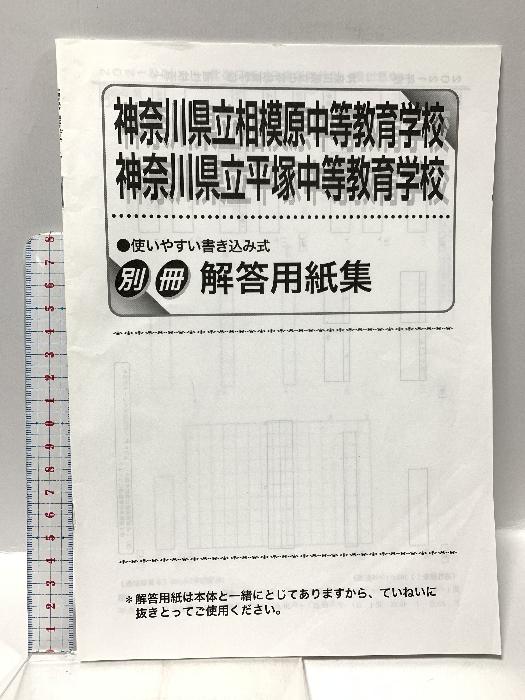 神奈川県立相模原中等教育学校
神奈川県立平塚中等教育学校
●使いやすい書き込み式
別冊 解答用紙集
＊解答用紙は本体と一緒にとじてありますから、ていねいに
抜きとってご使用ください。